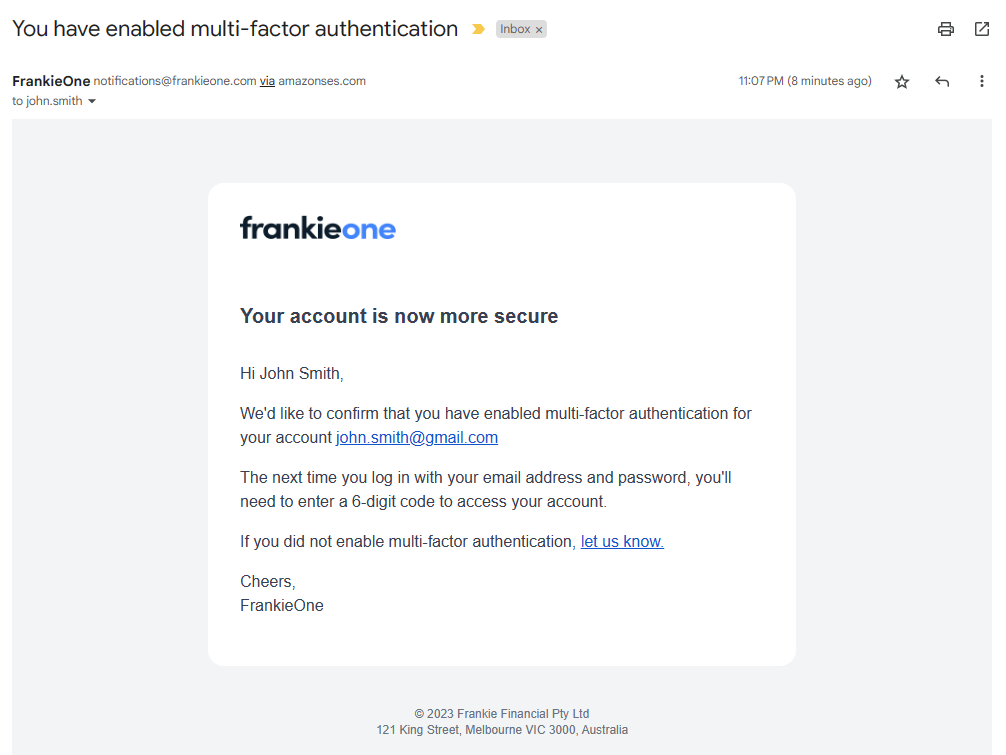 You have enabled multi-factor authentication Inbox ×
FrankieOne notifications@frankieone.com via amazonses.com 11:07 PM (8 minutes ago)
to john.smith
frankieone
Your account is now more secure
Hi John Smith,
We'd like to confirm that you have enabled multi-factor authentication for
your account john.smith@gmail.com
The next time you log in with your email address and password, you'll
need to enter a 6-digit code to access your account.
If you did not enable multi-factor authentication, let us know.
Cheers,
FrankieOne
© 2023 Frankie Financial Pty Ltd
121 King Street, Melbourne VIC 3000, Australia